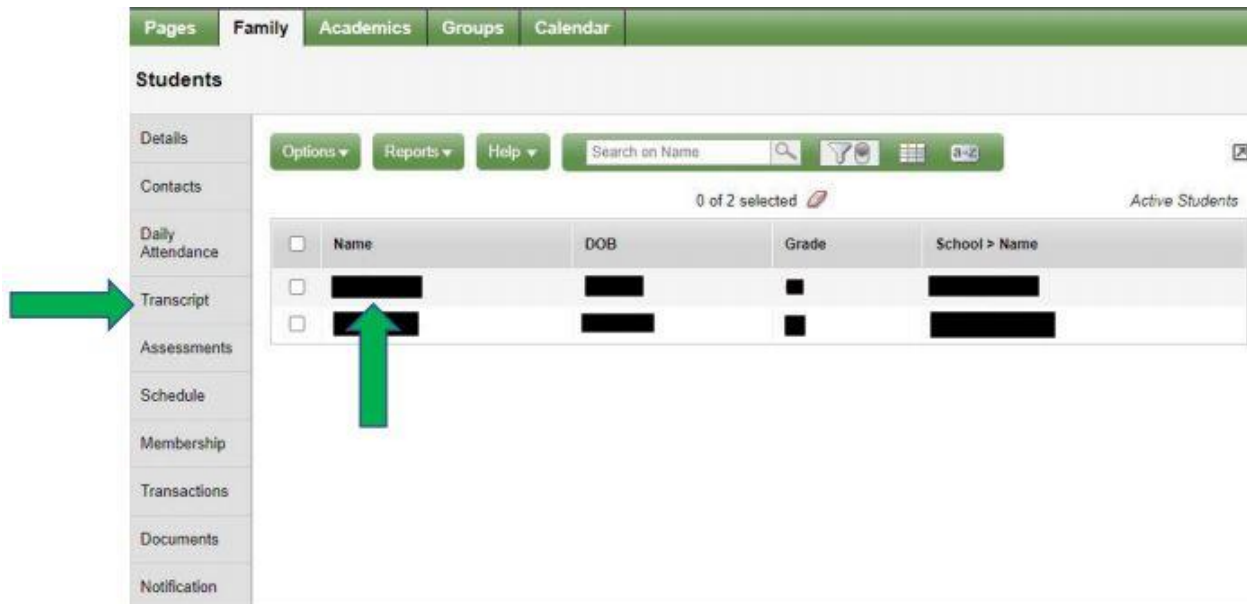 Pages Family Academics Groups Calendar
Students
Details
Contacts
Daily
Attendance
Transcript
Assessments
Schedule
Membership
Transactions
Documents
Notification
Options Reports Help Search on Name a-z
0 of 2 selected Active Students
Name DOB Grade School > Name